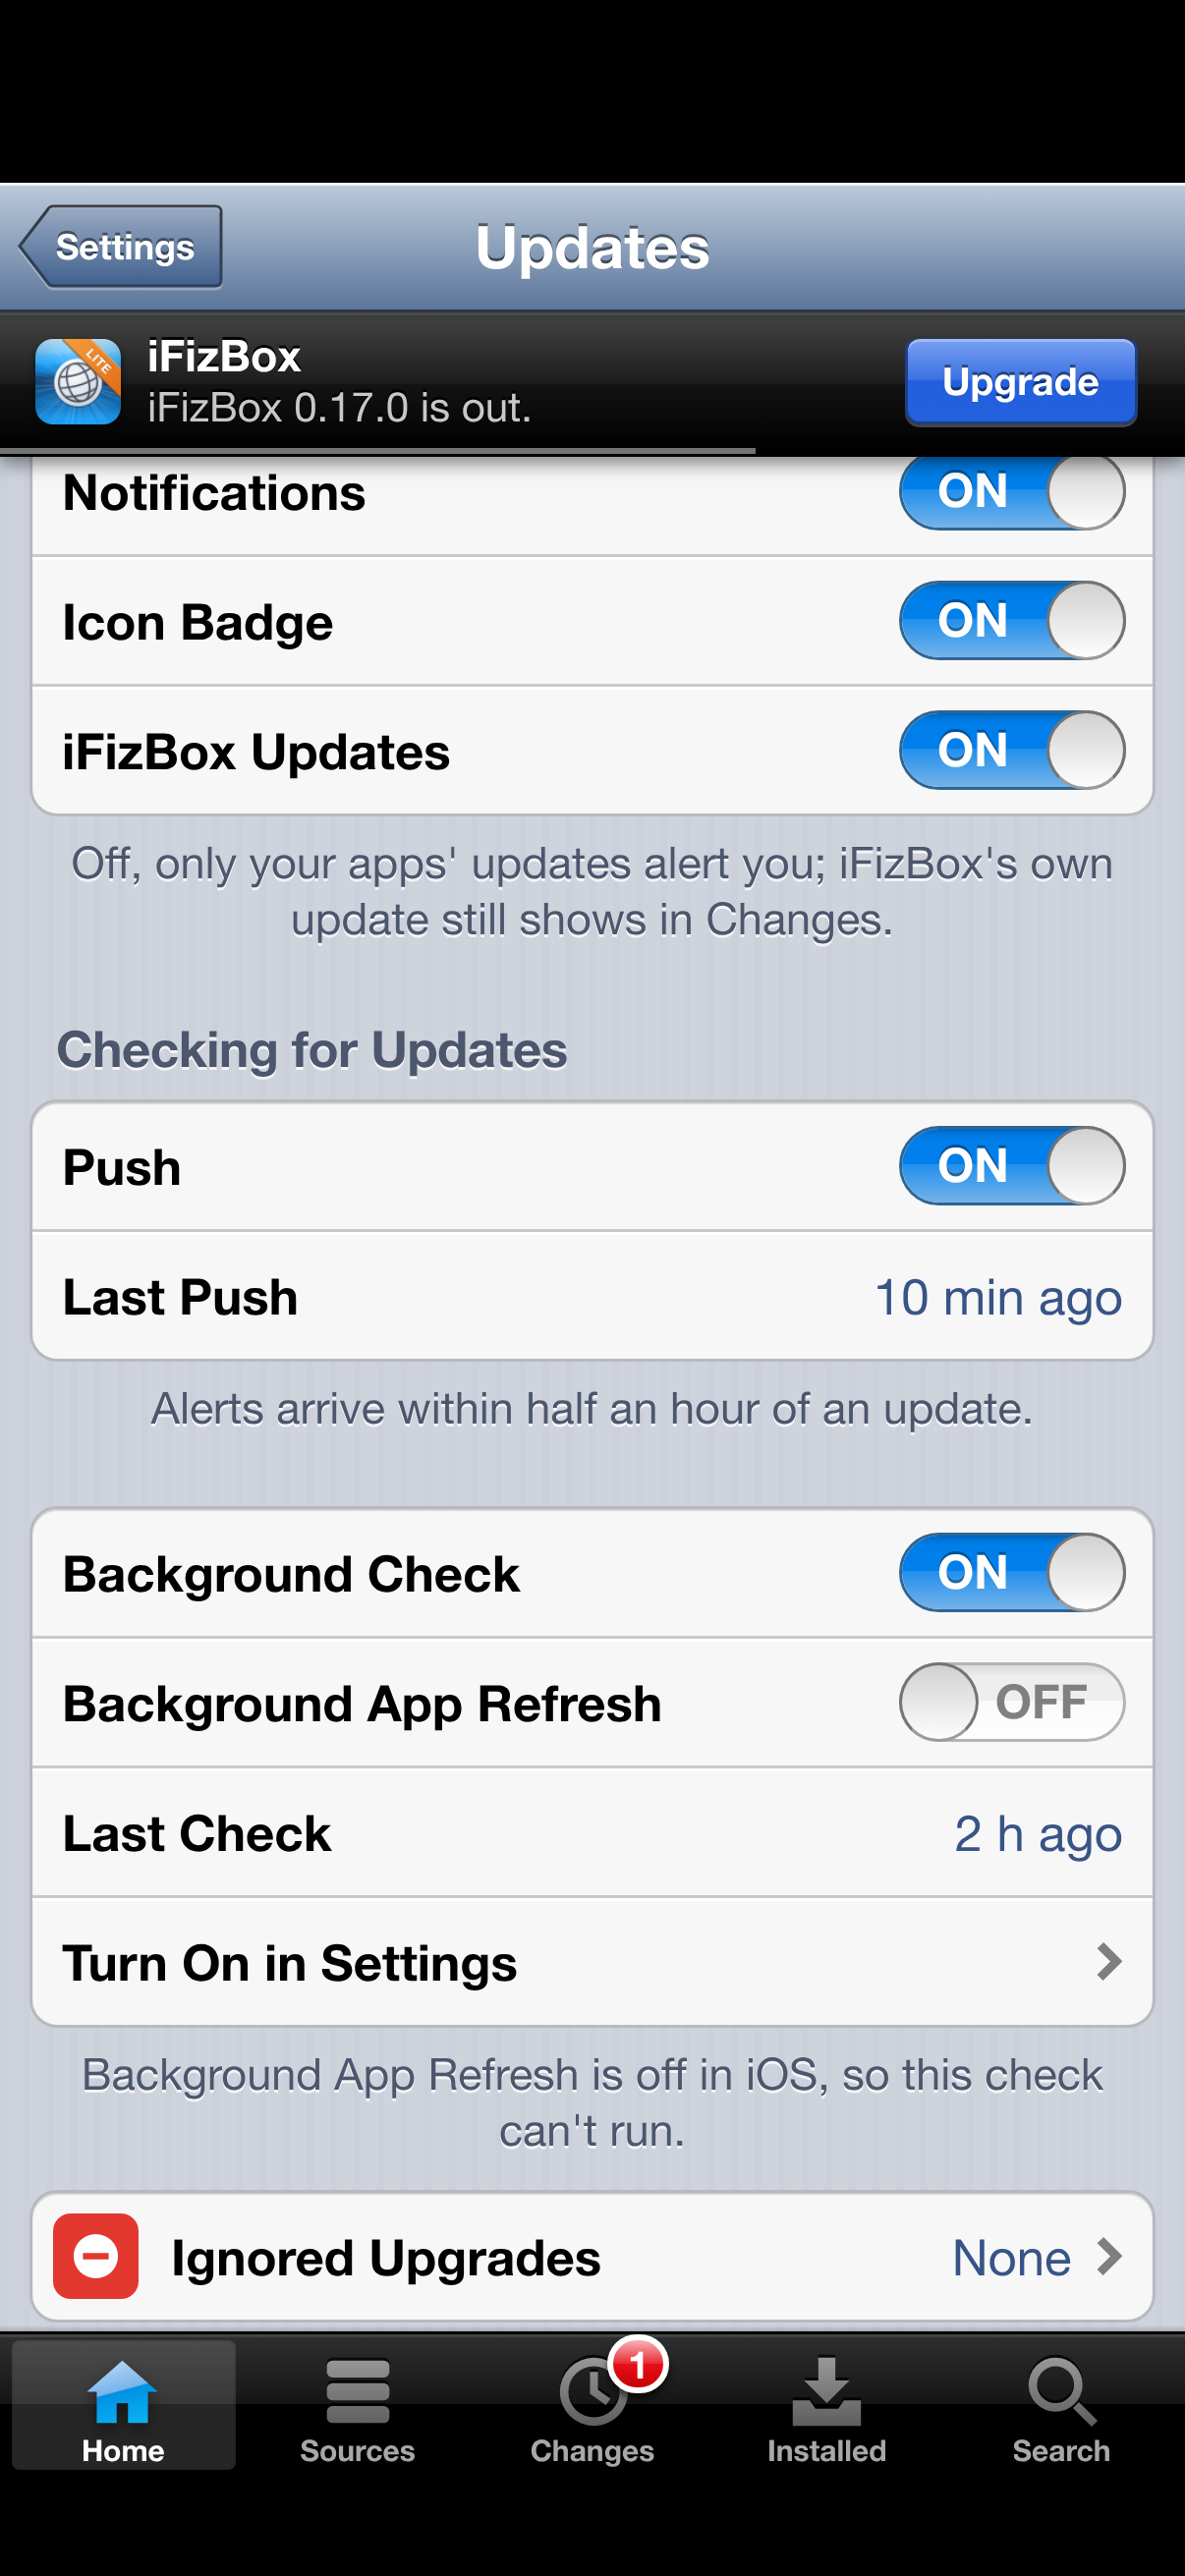 Settings
Updates
LITE
iFizBox
iFizBox 0.17.0 is out.
Upgrade
Notifications
ON
Icon Badge
ON
iFizBox Updates
ON
Off, only your apps' updates alert you; iFizBox's own
update still shows in Changes.
Checking for Updates
Push
ON
Last Push
10 min ago
Alerts arrive within half an hour of an update.
Background Check
ON
Background App Refresh
OFF
Last Check
2 h ago
Turn On in Settings
Background App Refresh is off in iOS, so this check
can't run.
Ignored Upgrades
None
1
Home
Sources
Changes
Installed
Search